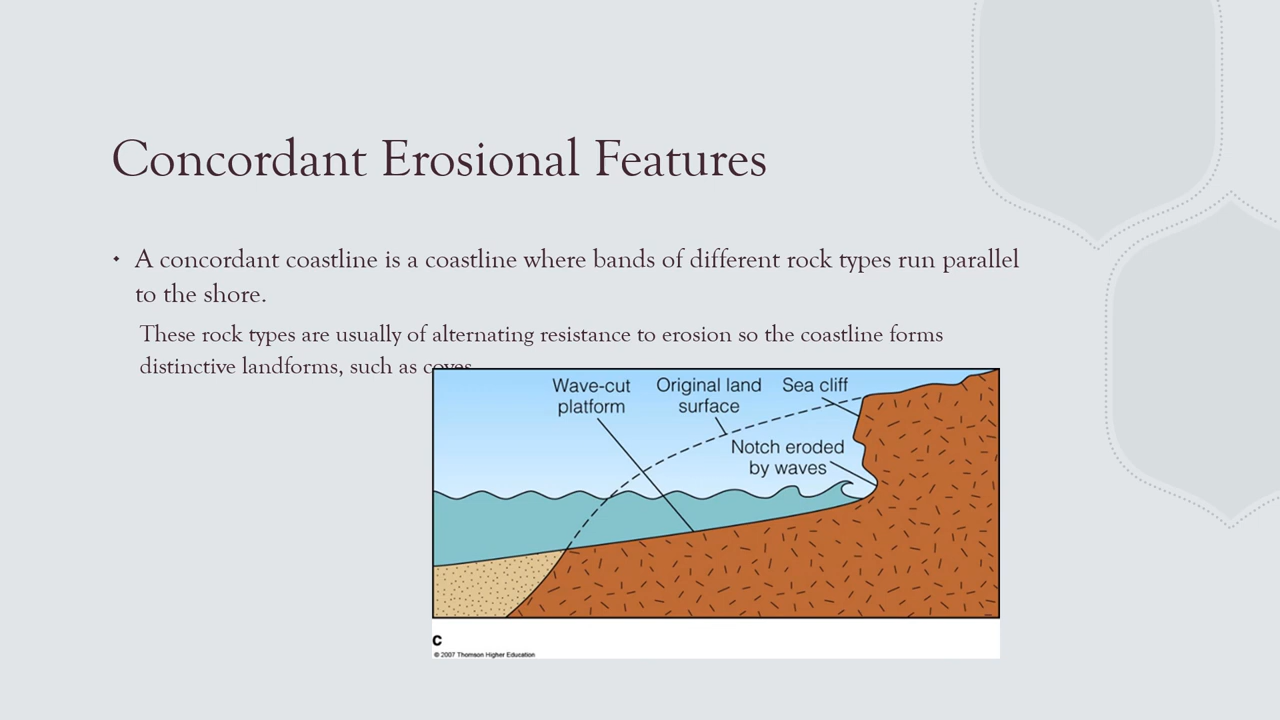 Concordant Erosional Features
• A concordant coastline is a coastline where bands of different rock types run parallel
to the shore.
These rock types are usually of alternating resistance to erosion so the coastline forms
distinctive landforms, such as coves
Wave-cut
platform
Original land
surface
Sea cliff
Notch eroded
by waves
C
© 2007 Thomson Higher Education